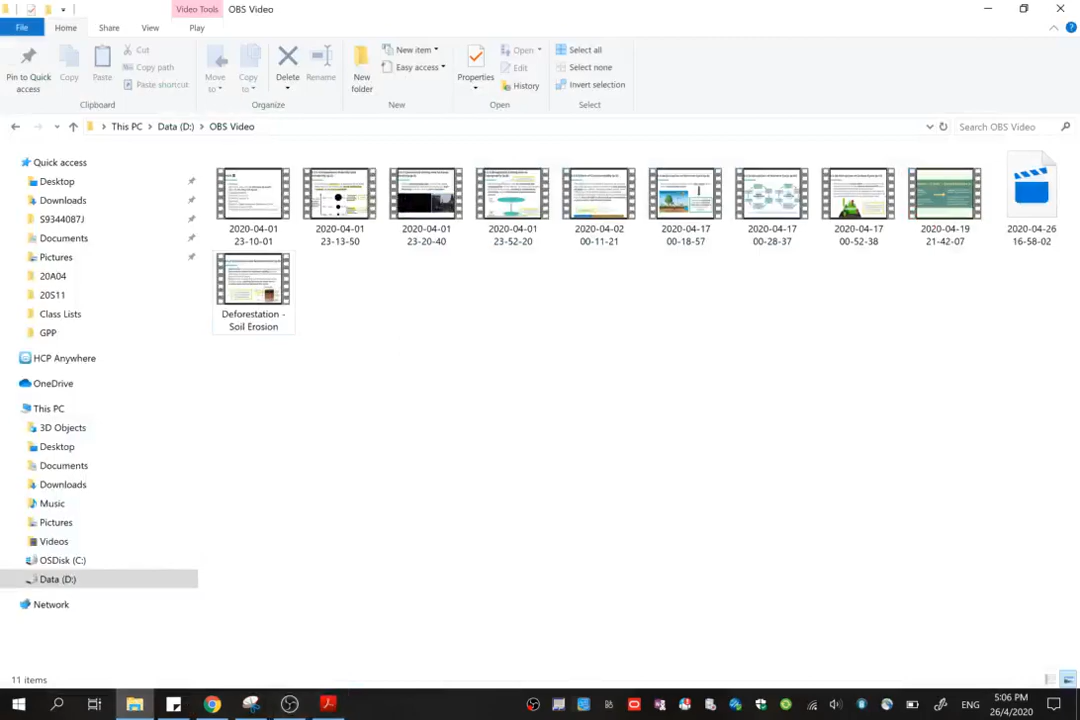 Video Tools
OBS Video
File
Home
Share
View
Play
Pin to Quick access
Copy
Paste
Cut
Copy path
Paste shortcut
Clipboard
Move to
Copy to
Delete
Rename
Organize
New folder
New item
Easy access
New
Properties
Open
Edit
History
Open
Select all
Select none
Invert selection
Select
This PC
Data (D:)
OBS Video
Search OBS Video
Quick access
Desktop
Downloads
S9344087J
Documents
Pictures
20A04
20S11
Class Lists
GPP
HCP Anywhere
OneDrive
This PC
3D Objects
Desktop
Documents
Downloads
Music
Pictures
Videos
OSDisk (C:)
Data (D:)
Network
2020-04-01
23-10-01
2020-04-01
23-13-50
2020-04-01
23-20-40
2020-04-01
23-52-20
2020-04-02
00-11-21
2020-04-17
00-18-57
2020-04-17
00-28-37
2020-04-17
00-52-38
2020-04-19
21-42-07
2020-04-26
16-58-02
Deforestation -
Soil Erosion
11 items
ENG
5:06 PM
26/4/2020